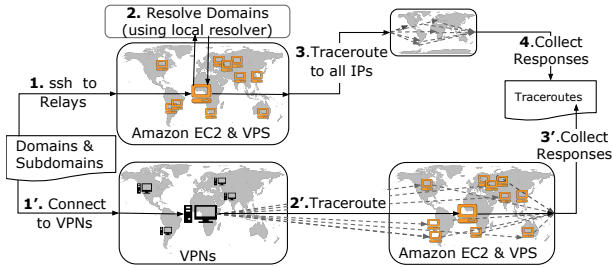 2. Resolve Domains
(using local resolver)
1. ssh to
Relays
3.Traceroute
to all IPs
4.Collect
Responses
Amazon EC2 & VPS
Traceroutes
Domains &
Subdomains
3′.Collect
Responses
1′. Connect
to VPNs
2′.Traceroute
VPNs
Amazon EC2 & VPS